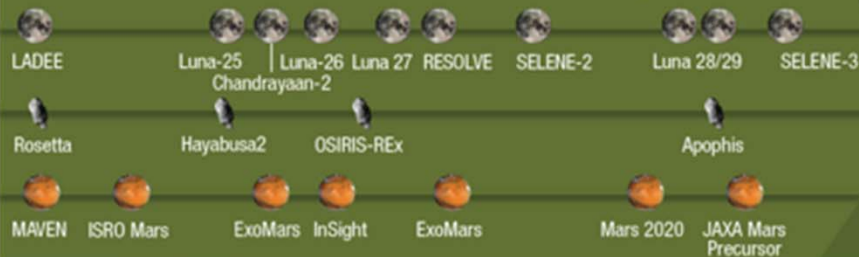 LADEE Luna-25 Luna-26 Luna 27 RESOLVE SELENE-2 Luna 28/29 SELENE-3
Chandrayaan-2
Rosetta Hayabusa2 OSIRIS-REx Apophis
MAVEN ISRO Mars ExoMars InSight ExoMars Mars 2020 JAXA Mars
Precursor